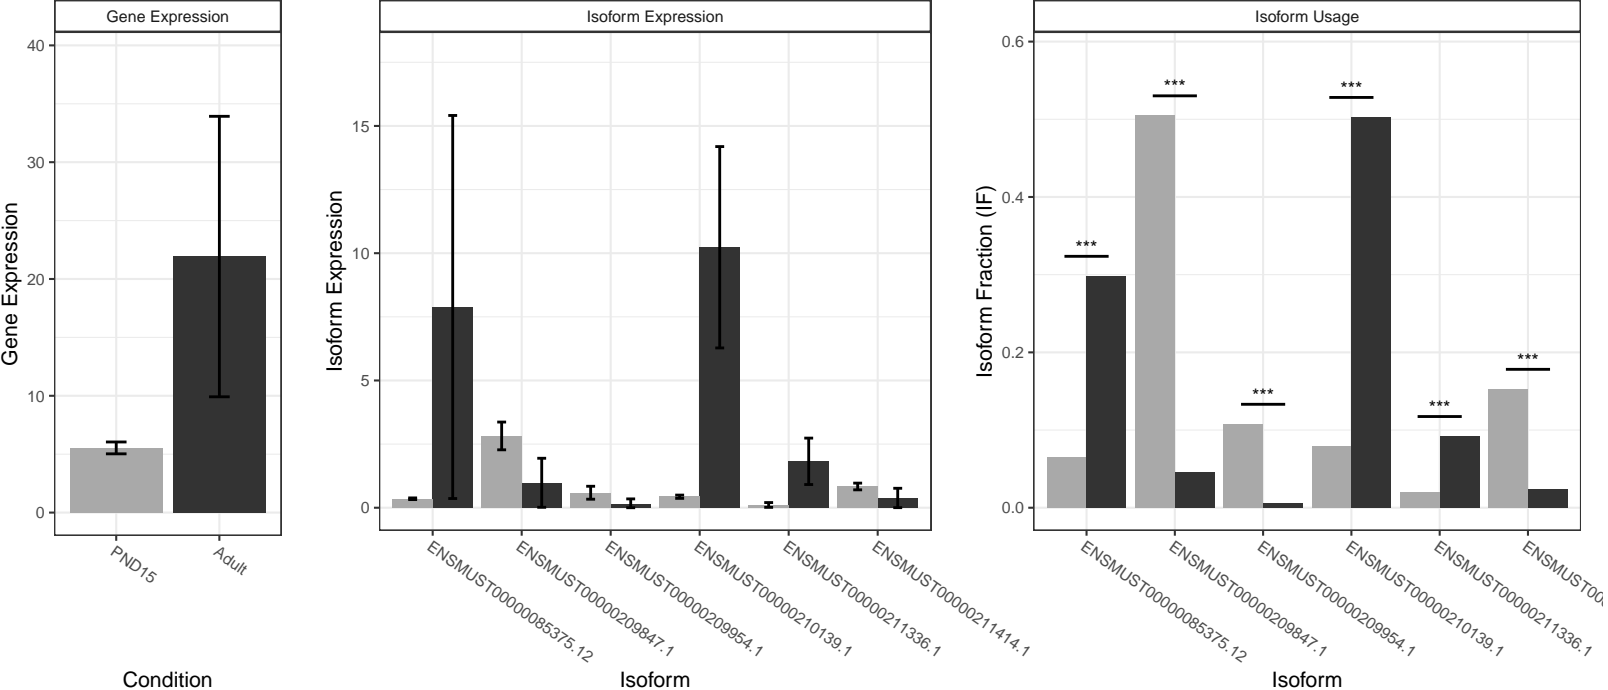 Gene Expression
40
30
20
10
0
Gene Expression
PND15
Adult
Condition
Isoform Expression
15
10
5
0
Isoform Expression
ENSMUST00000085375.12
ENSMUST00000209847.1
ENSMUST00000209954.1
ENSMUST00000210139.1
ENSMUST00000211336.1
ENSMUST00000211414.1
Isoform
Isoform Usage
0.6
0.4
0.2
0.0
Isoform Fraction (IF)
***
***
***
***
***
***
ENSMUST00000085375.12
ENSMUST00000209847.1
ENSMUST00000209954.1
ENSMUST00000210139.1
ENSMUST00000211336.1
Isoform